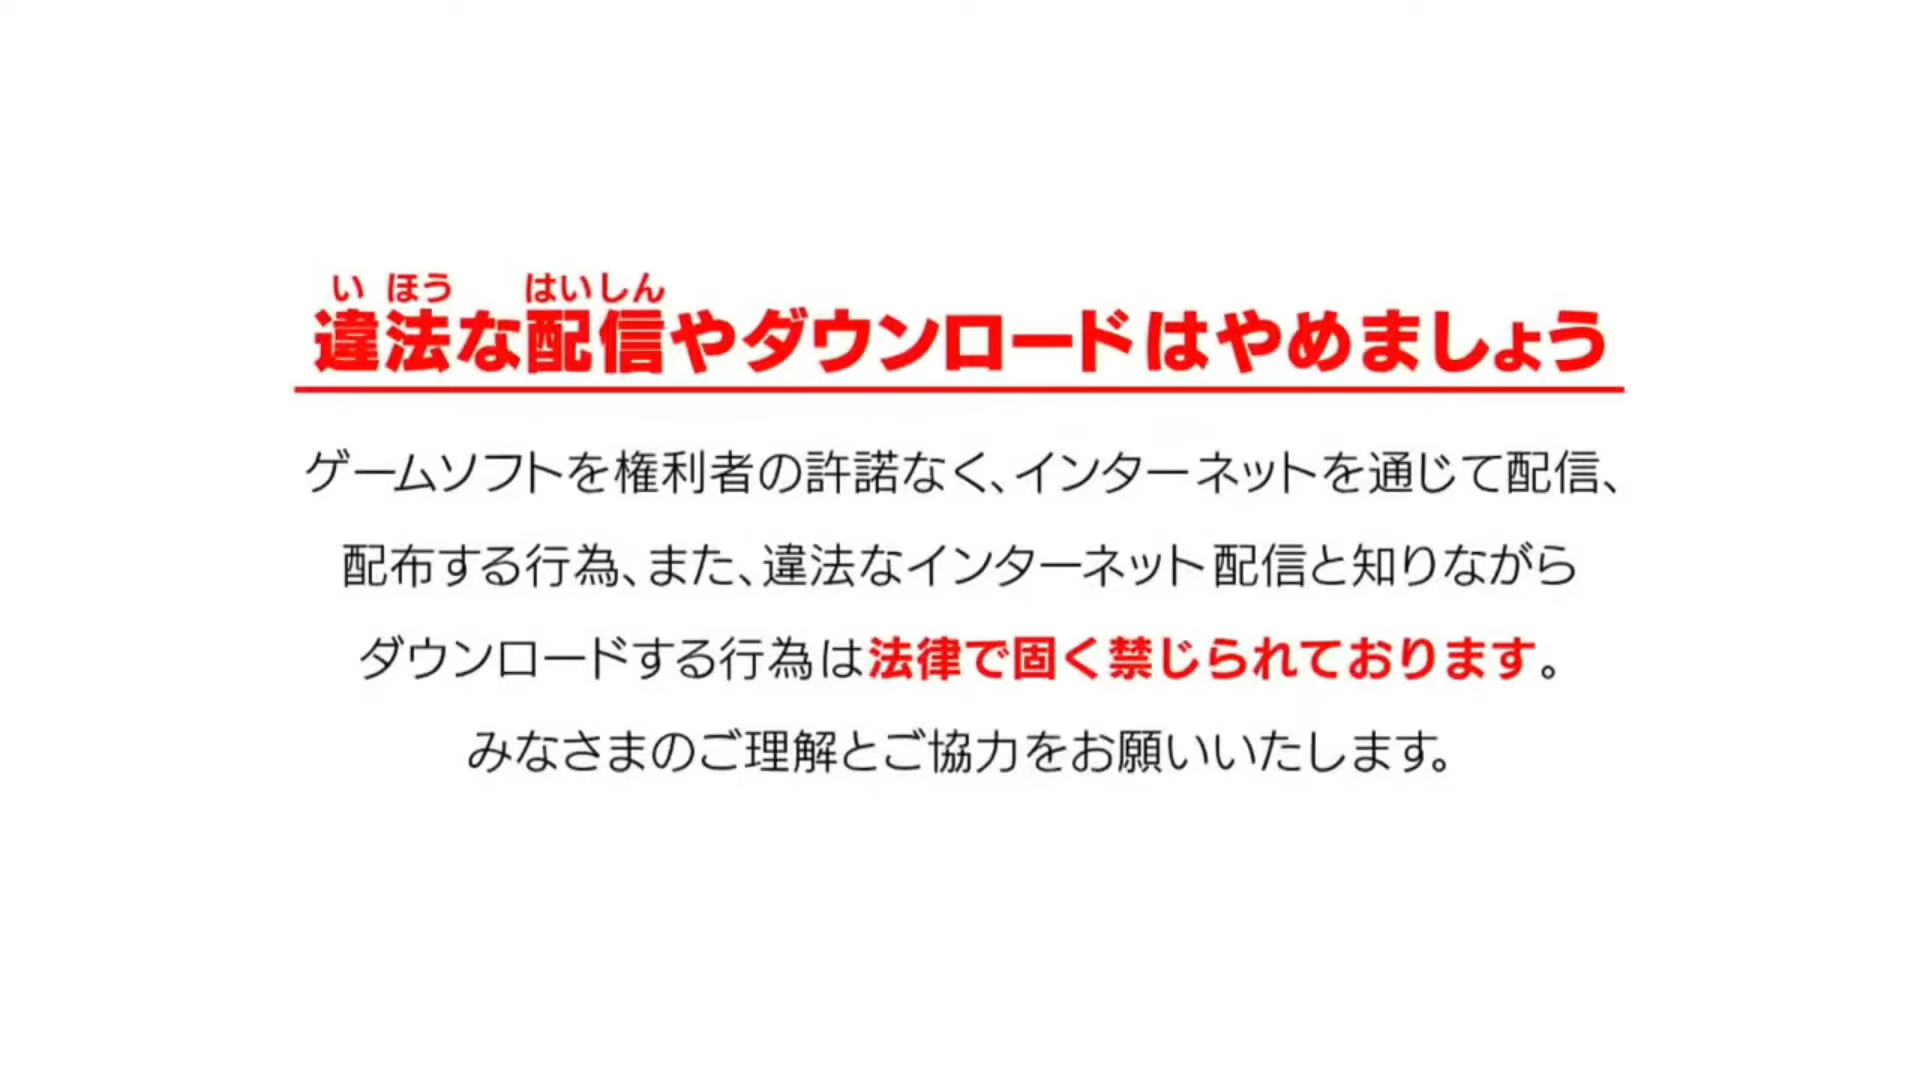 い ほう はいしん
違法な配信やダウンロードはやめましょう
ゲームソフトを権利者の許諾なく、インターネットを通じて配信、
配布する行為、また、違法なインターネット配信と知りながら
ダウンロードする行為は法律で固く禁じられております。
みなさまのご理解とご協力をお願いいたします。